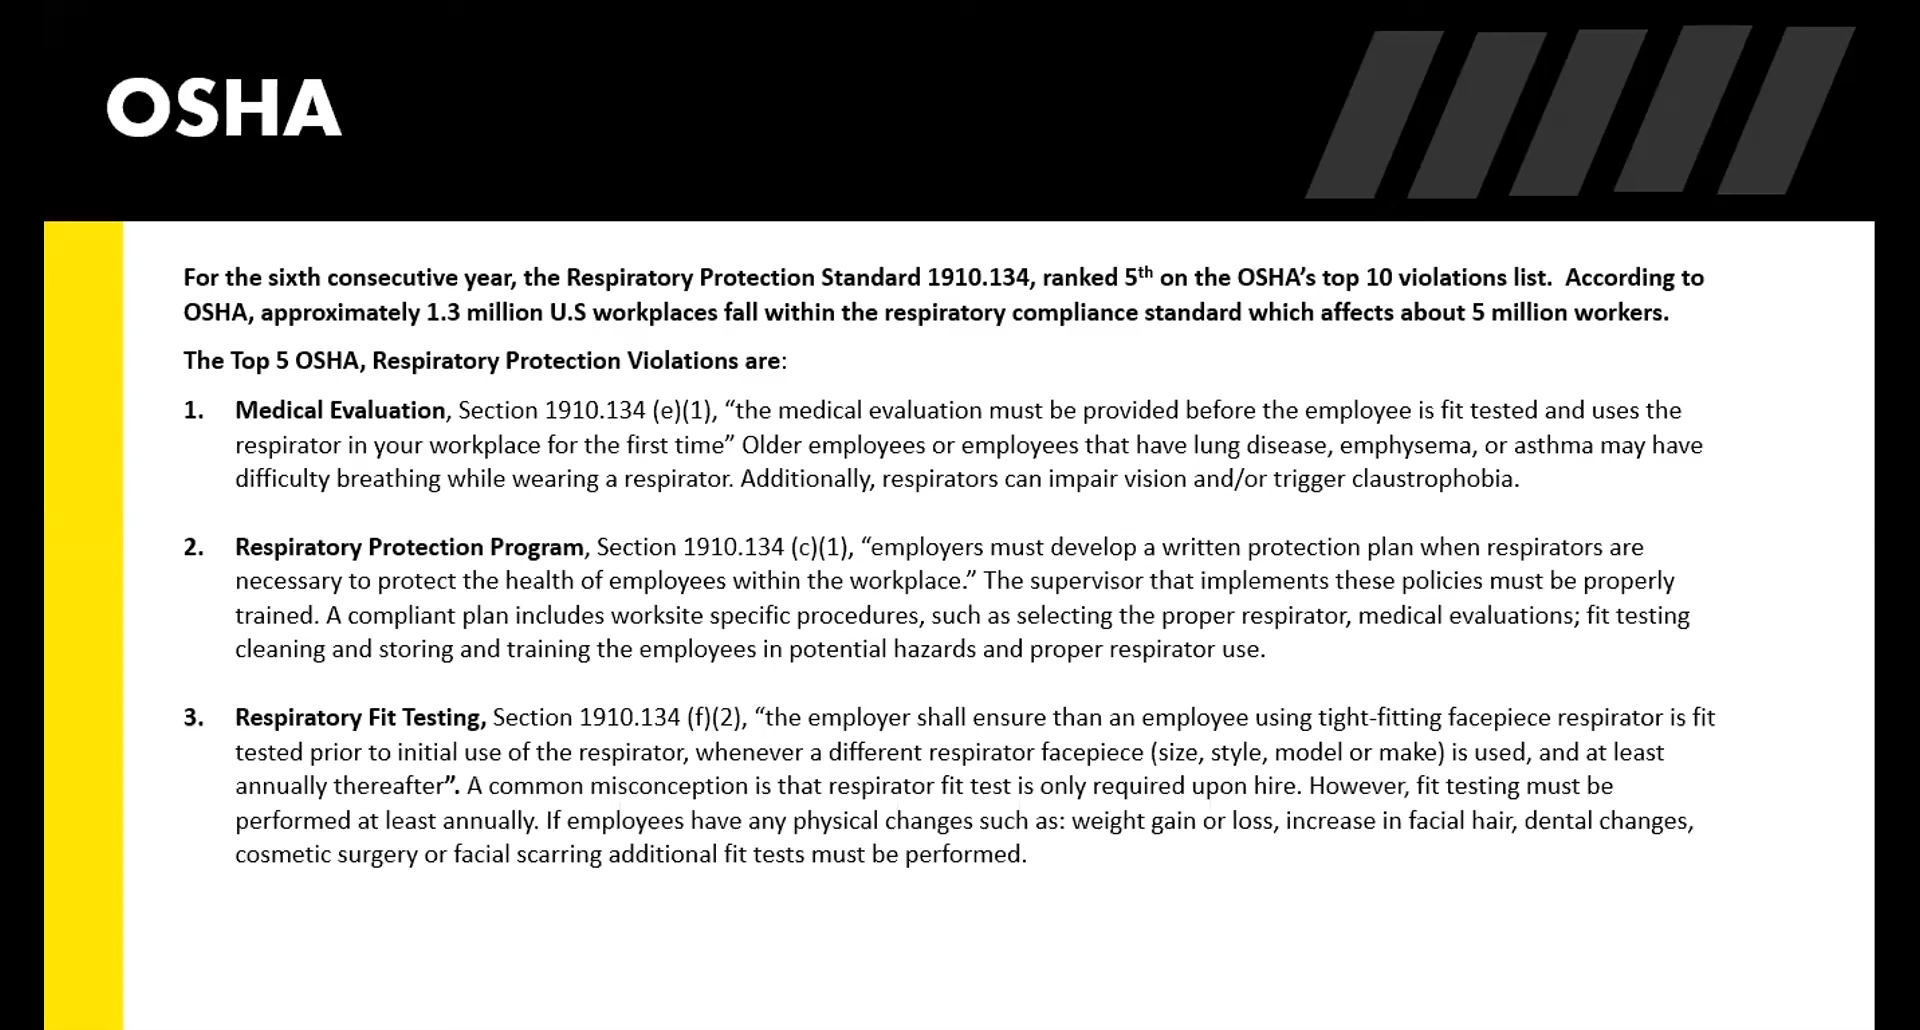 OSHA
For the sixth consecutive year, the Respiratory Protection Standard 1910.134, ranked 5th on the OSHA’s top 10 violations list.  According to
OSHA, approximately 1.3 million U.S workplaces fall within the respiratory compliance standard which affects about 5 million workers.
The Top 5 OSHA, Respiratory Protection Violations are:
1. Medical Evaluation, Section 1910.134 (e)(1), “the medical evaluation must be provided before the employee is fit tested and uses the
respirator in your workplace for the first time” Older employees or employees that have lung disease, emphysema, or asthma may have
difficulty breathing while wearing a respirator. Additionally, respirators can impair vision and/or trigger claustrophobia.
2. Respiratory Protection Program, Section 1910.134 (c)(1), “employers must develop a written protection plan when respirators are
necessary to protect the health of employees within the workplace.” The supervisor that implements these policies must be properly
trained. A compliant plan includes worksite specific procedures, such as selecting the proper respirator, medical evaluations; fit testing
cleaning and storing and training the employees in potential hazards and proper respirator use.
3. Respiratory Fit Testing, Section 1910.134 (f)(2), “the employer shall ensure than an employee using tight-fitting facepiece respirator is fit
tested prior to initial use of the respirator, whenever a different respirator facepiece (size, style, model or make) is used, and at least
annually thereafter”. A common misconception is that respirator fit test is only required upon hire. However, fit testing must be
performed at least annually. If employees have any physical changes such as: weight gain or loss, increase in facial hair, dental changes,
cosmetic surgery or facial scarring additional fit tests must be performed.